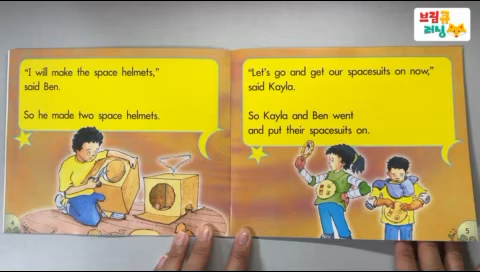 브림큐
러닝
"I will make the space helmets,"
said Ben.
So he made two space helmets.
4
"Let's go and get our spacesuits on now,"
said Kayla.
So Kayla and Ben went
and put their spacesuits on.
5